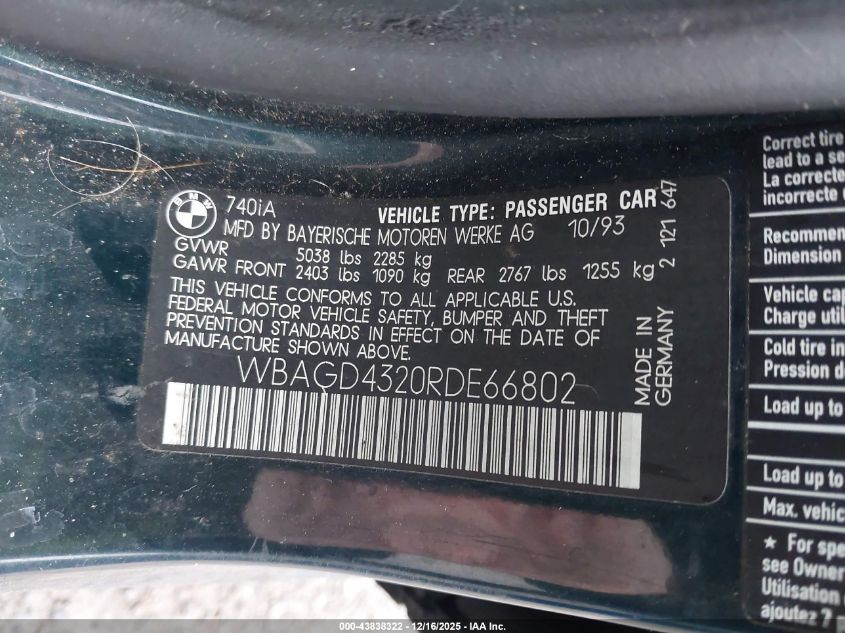 BMW
740iA VEHICLE TYPE: PASSENGER CAR
MFD BY BAYERISCHE MOTOREN WERKE AG 10/93
GVWR 5038 lbs 2285 kg
GAWR FRONT 2403 lbs 1090 kg REAR 2767 lbs 1255 kg
THIS VEHICLE CONFORMS TO ALL APPLICABLE U.S.
FEDERAL MOTOR VEHICLE SAFETY, BUMPER AND THEFT
PREVENTION STANDARDS IN EFFECT ON THE DATE OF
MANUFACTURE SHOWN ABOVE.
WBAGD4320RDE66802
MADE IN
GERMANY
2 121 647
Correct tire
lead to a se
La correcte
incorrecte
Recommen
Dimension
Vehicle cap
Charge util
Cold tire in
Load up to
Load up to
Max. vehic
★ For spe
see Owner
Utilisation
ajoutez 7
000-43838322 - 12/16/2025 - IAA Inc.